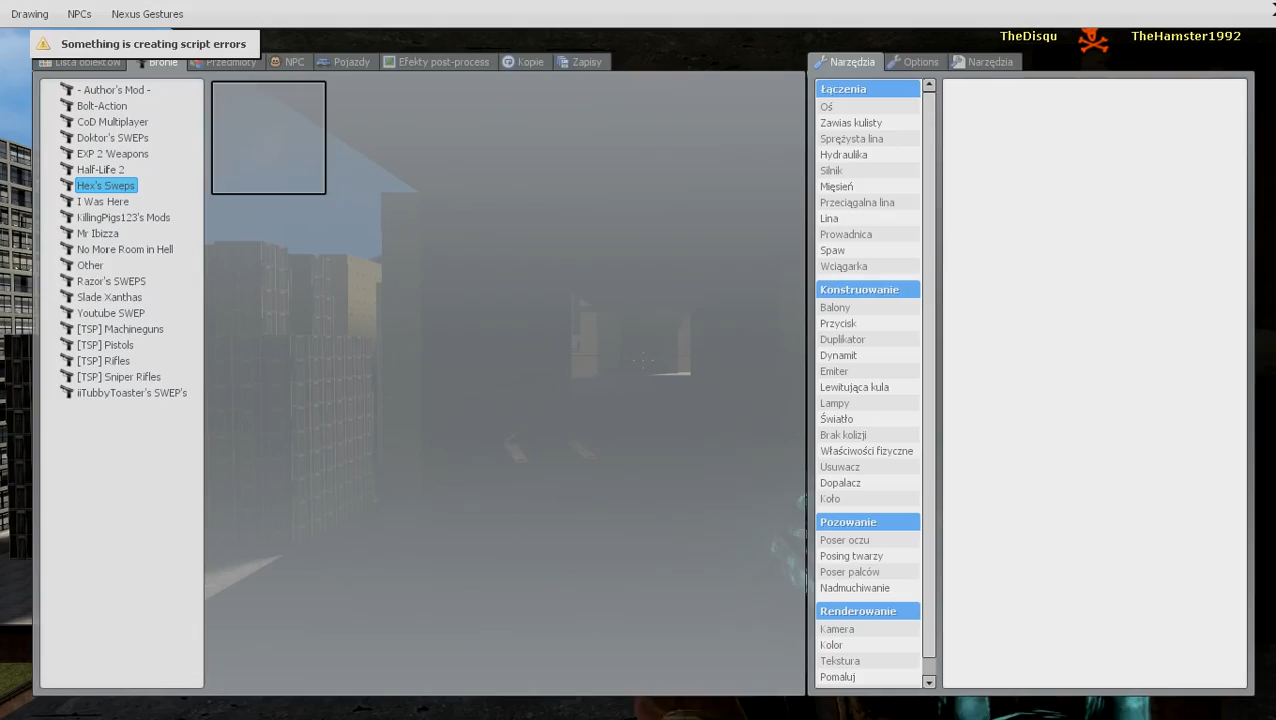 Drawing NPCs Nexus Gestures
Something is creating script errors
TheDisqu TheHamster1992
Lista obiektów Bronie Przedmioty NPC Pojazdy Efekty post-process Kopie Zapisy
Narzędzia Options Narzędzia
- Author's Mod -
Bolt-Action
CoD Multiplayer
Doktor's SWEPs
EXP 2 Weapons
Half-Life 2
Hex's Sweps
I Was Here
KillingPigs123's Mods
Mr Ibizza
No More Room in Hell
Other
Razor's SWEPS
Slade Xanthas
Youtube SWEP
[TSP] Machineguns
[TSP] Pistols
[TSP] Rifles
[TSP] Sniper Rifles
iiTubbyToaster's SWEP's
Łączenia
Oś
Zawias kulisty
Sprężysta lina
Hydraulika
Silnik
Mięsień
Przeciągalna lina
Lina
Prowadnica
Spaw
Wciągarka
Konstruowanie
Balony
Przycisk
Duplikator
Dynamit
Emiter
Lewitująca kula
Lampy
Światło
Brak kolizji
Właściwości fizyczne
Usuwacz
Dopalacz
Koło
Pozowanie
Poser oczu
Posing twarzy
Poser palców
Nadmuchiwanie
Renderowanie
Kamera
Kolor
Tekstura
Pomaluj